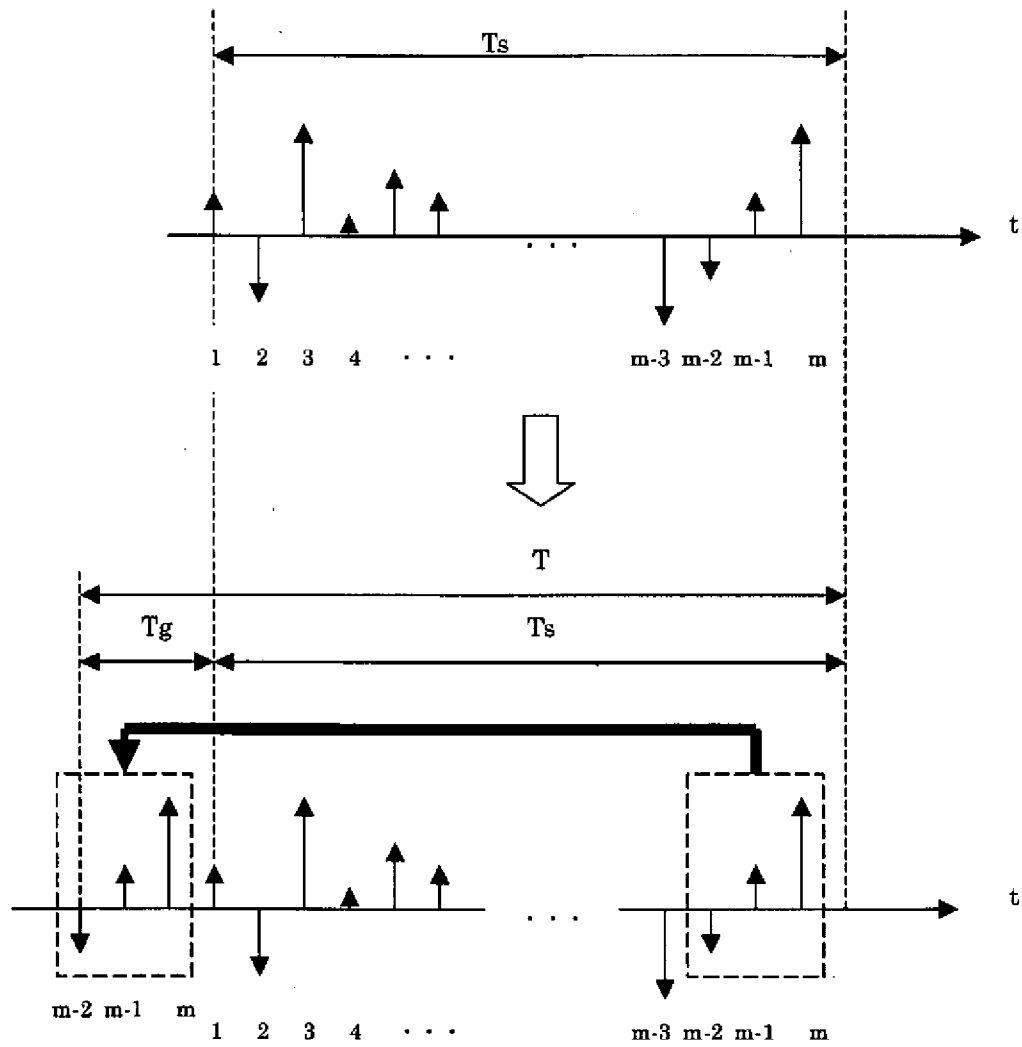 Ts
t
. . .
1 2 3 4 · · · m-3 m-2 m-1 m
T
Tg Ts
t
. . .
m-2 m-1 m
1 2 3 4 · · · m-3 m-2 m-1 m